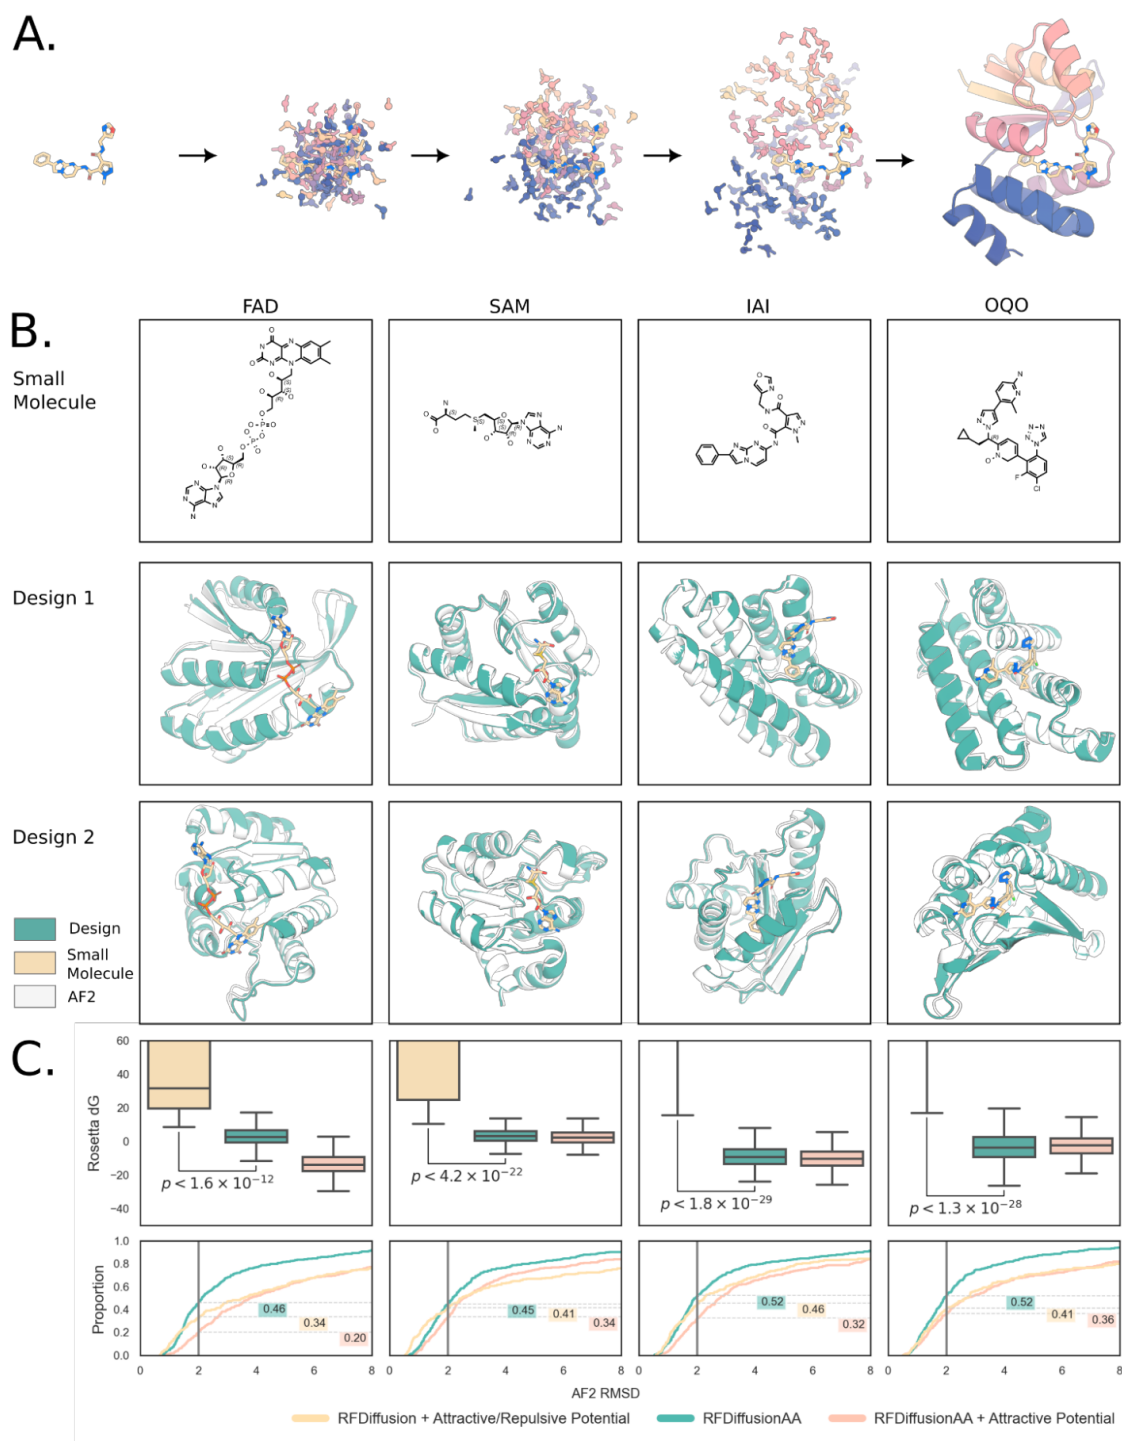 A.
B.
FAD SAM IAI OQO
Small
Molecule
Design 1
Design 2
Design
Small
Molecule
AF2
C.
Rosetta dG
60
40
20
0
−20
−40
p < 1.6 × 10−12
p < 4.2 × 10−22
p < 1.8 × 10−29
p < 1.3 × 10−28
Proportion
1.0
0.8
0.6
0.4
0.2
0.0
0.46
0.34
0.20
0.45
0.41
0.34
0.52
0.46
0.32
0.52
0.41
0.36
0 2 4 6 8
0 2 4 6 8
0 2 4 6 8
0 2 4 6 8
AF2 RMSD
RFDiffusion + Attractive/Repulsive Potential
RFDiffusionAA
RFDiffusionAA + Attractive Potential